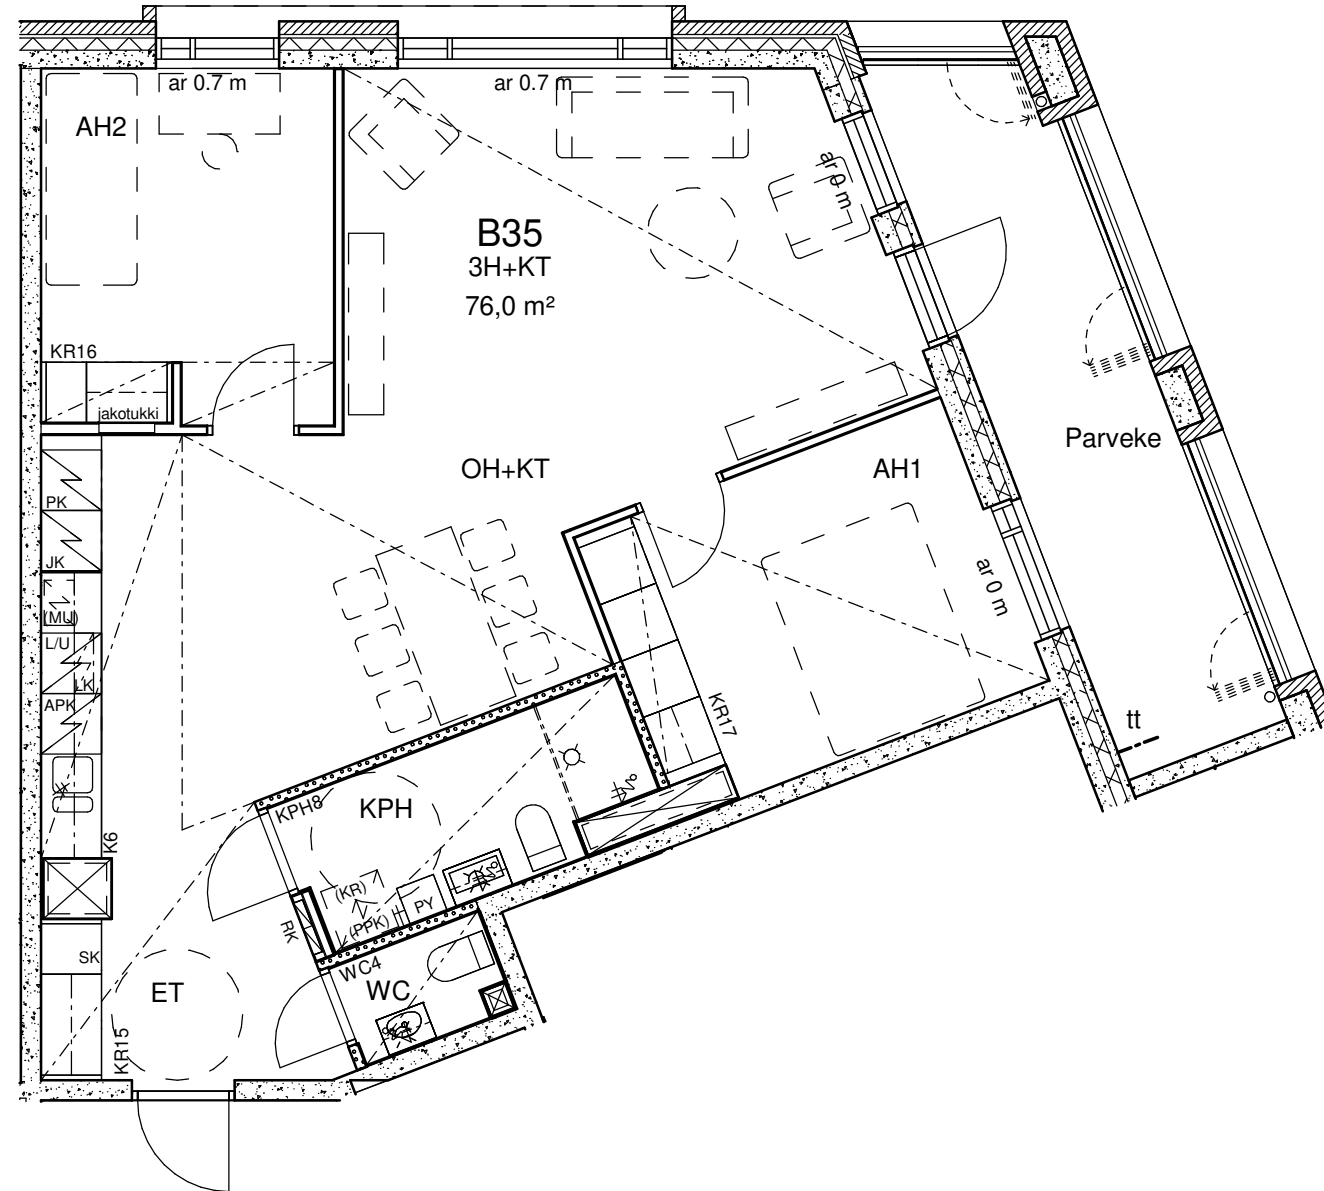 ar 0.7 m
ar 0.7 m
AH2
ar 0 m
B35
3H+KT
76,0 m²
KR16
jakotukki
Parveke
OH+KT
AH1
PK
JK
ar 0 m
(MU)
L/U
LK
APK
KR17
tt
K6
KPH8
KPH
(KR)
PY
(PPK)
RK
SK
WC4
WC
ET
KR15